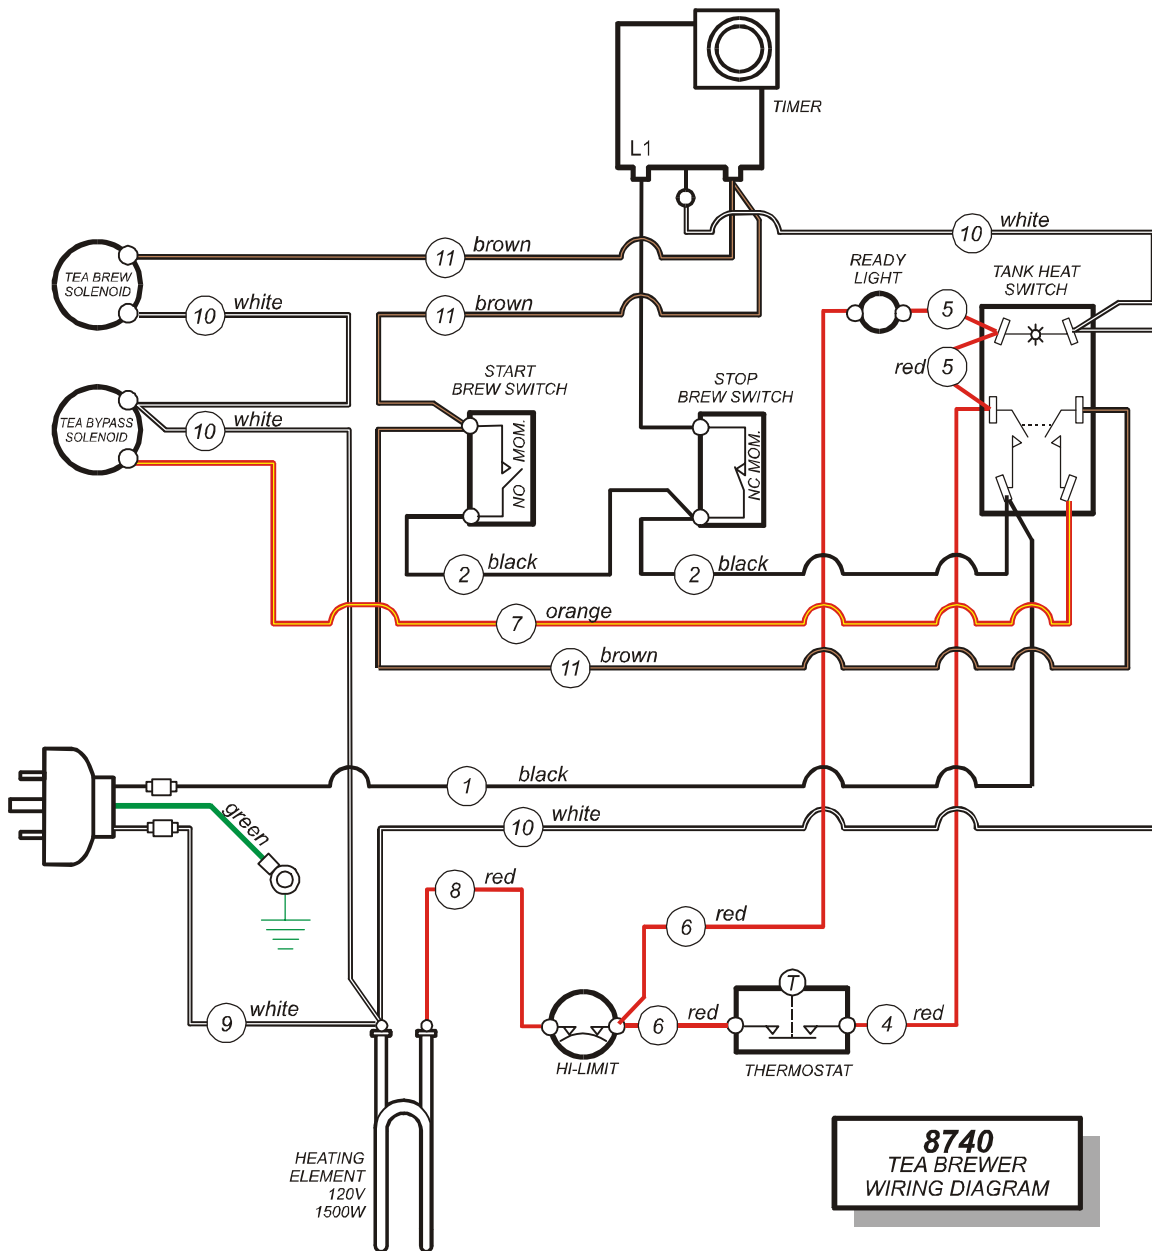 TIMER
L1
10 white
11 brown
TEA BREW
SOLENOID
10 white
11 brown
READY
LIGHT
TANK HEAT
SWITCH
5
red 5
START
BREW SWITCH
STOP
BREW SWITCH
TEA BYPASS
SOLENOID
10 white
NO MOM.
NC MOM.
2 black
2 black
7 orange
11 brown
1 black
10 white
green
8 red
6 red
9 white
T
6 red
4 red
HI-LIMIT
THERMOSTAT
HEATING
ELEMENT
120V
1500W
8740
TEA BREWER
WIRING DIAGRAM